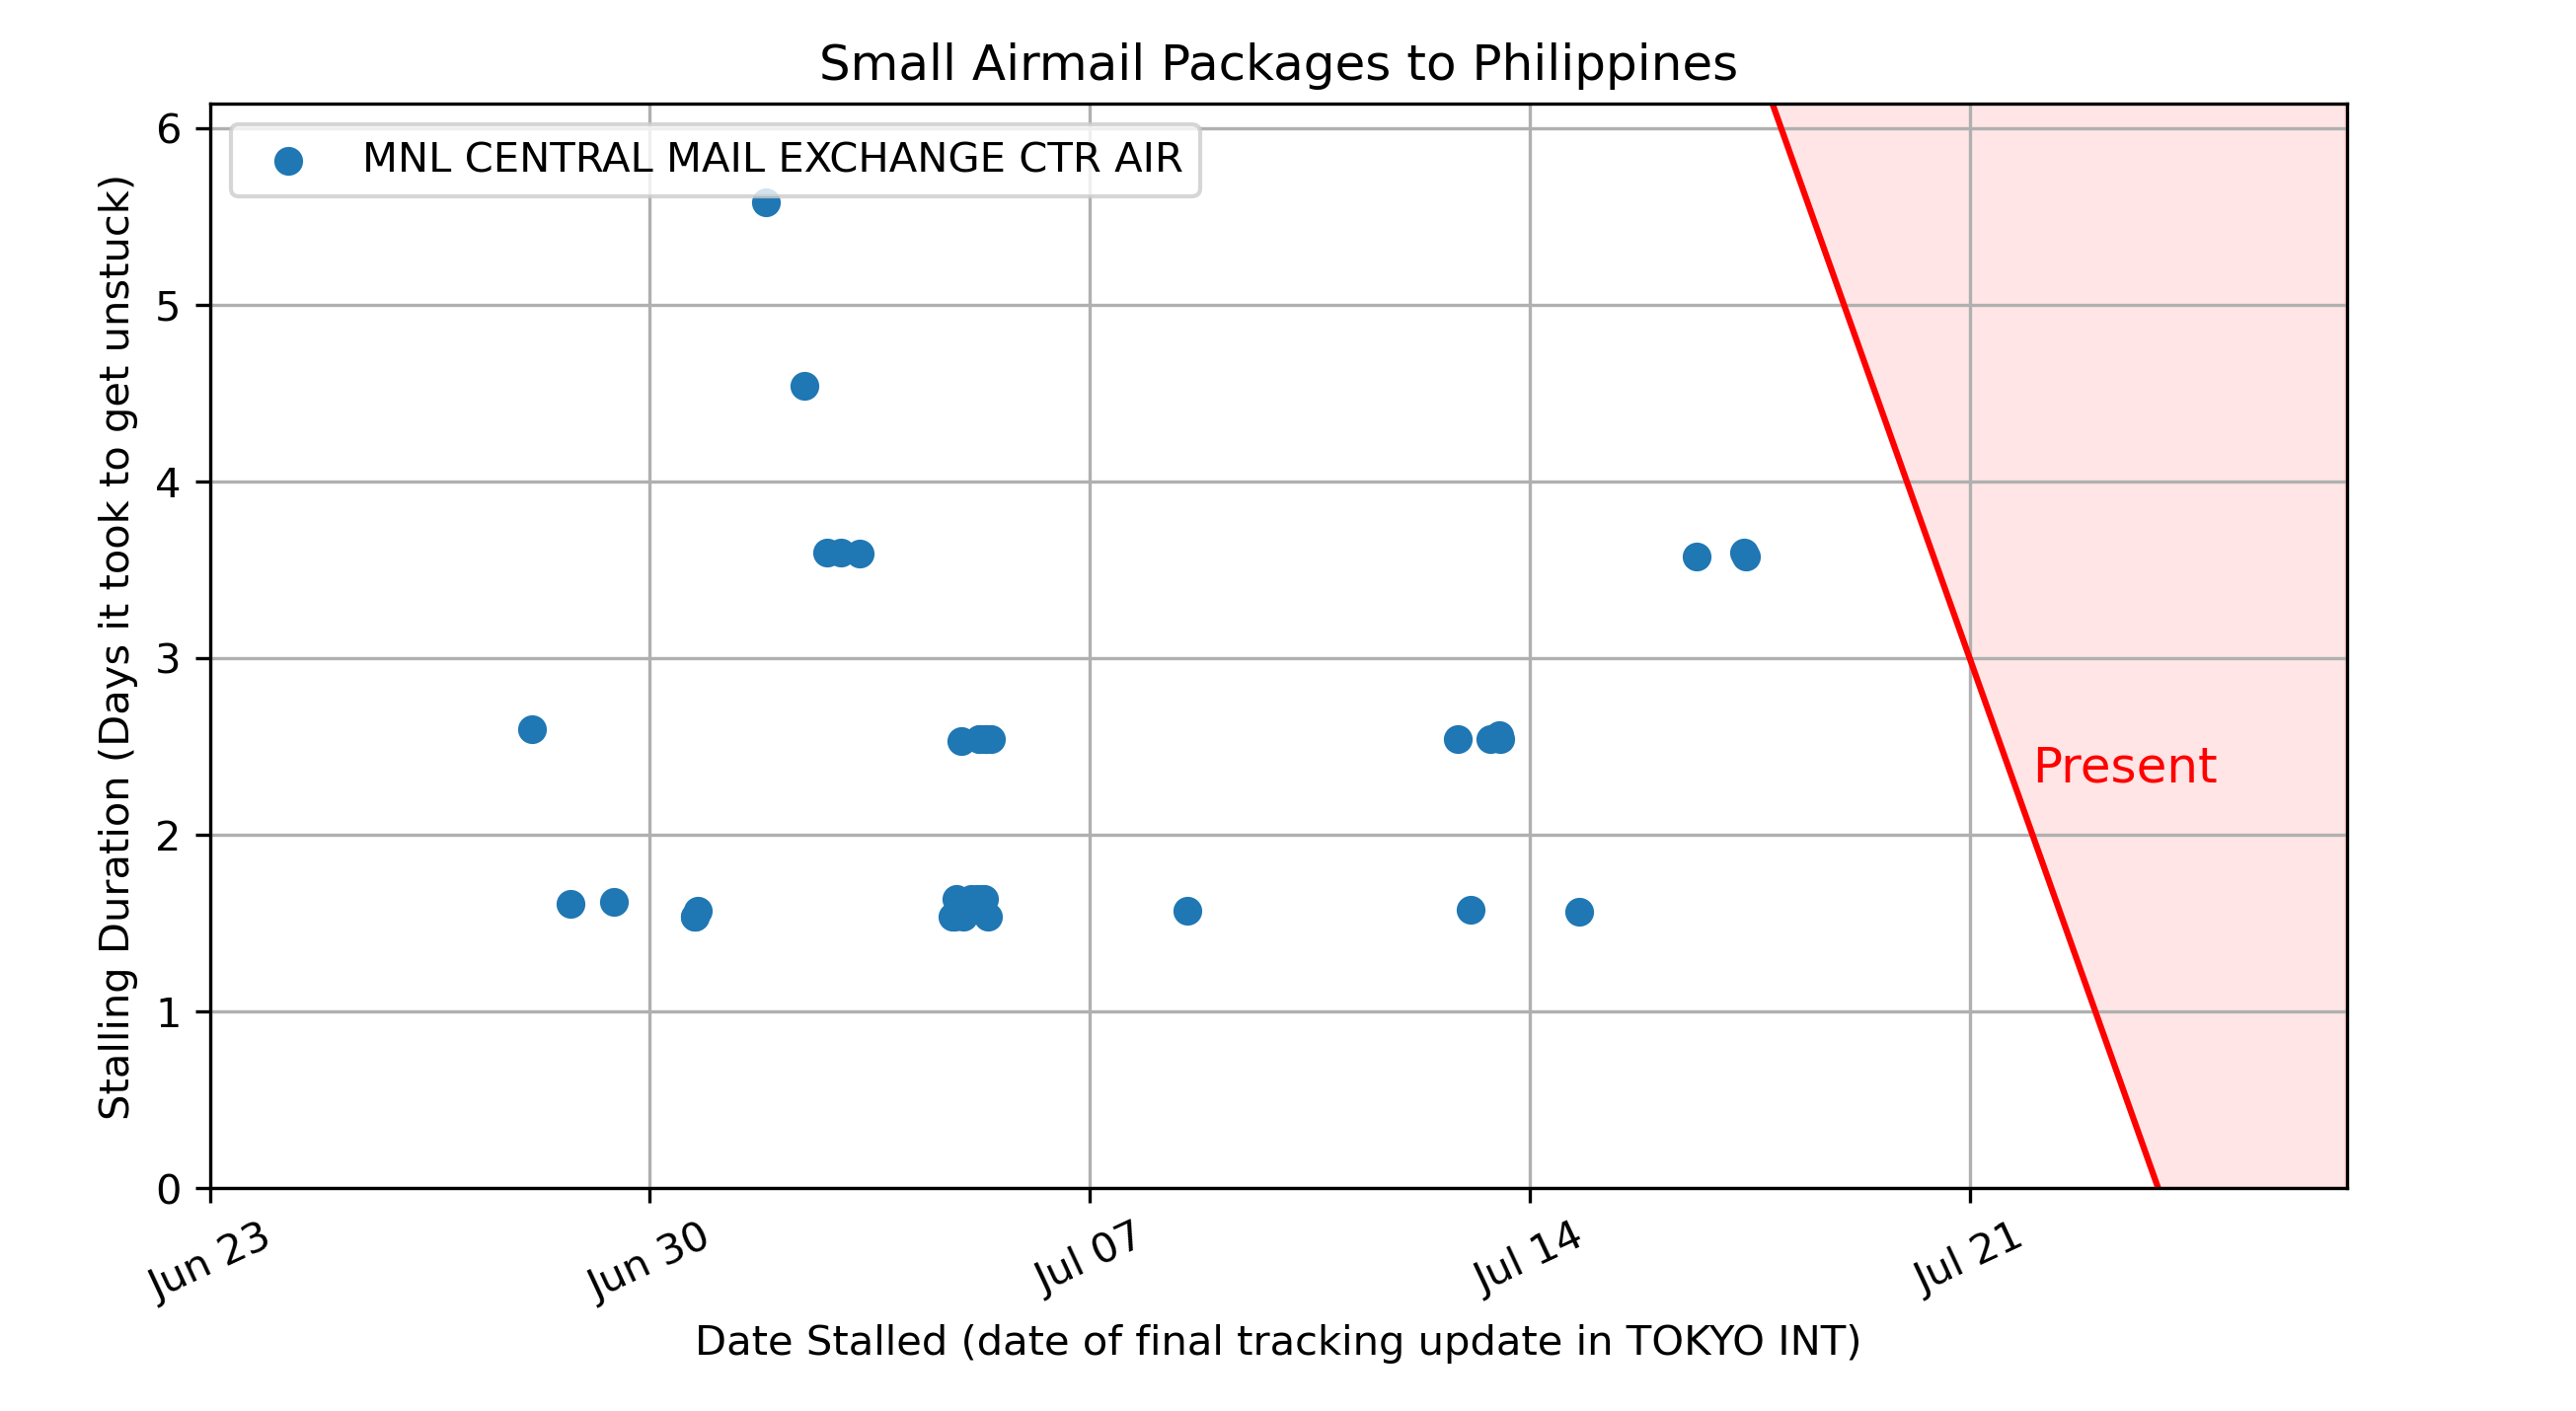 Small Airmail Packages to Philippines
MNL CENTRAL MAIL EXCHANGE CTR AIR
Stalling Duration (Days it took to get unstuck)
6
5
4
3
2
1
0
Present
Jun 23
Jun 30
Jul 07
Jul 14
Jul 21
Date Stalled (date of final tracking update in TOKYO INT)